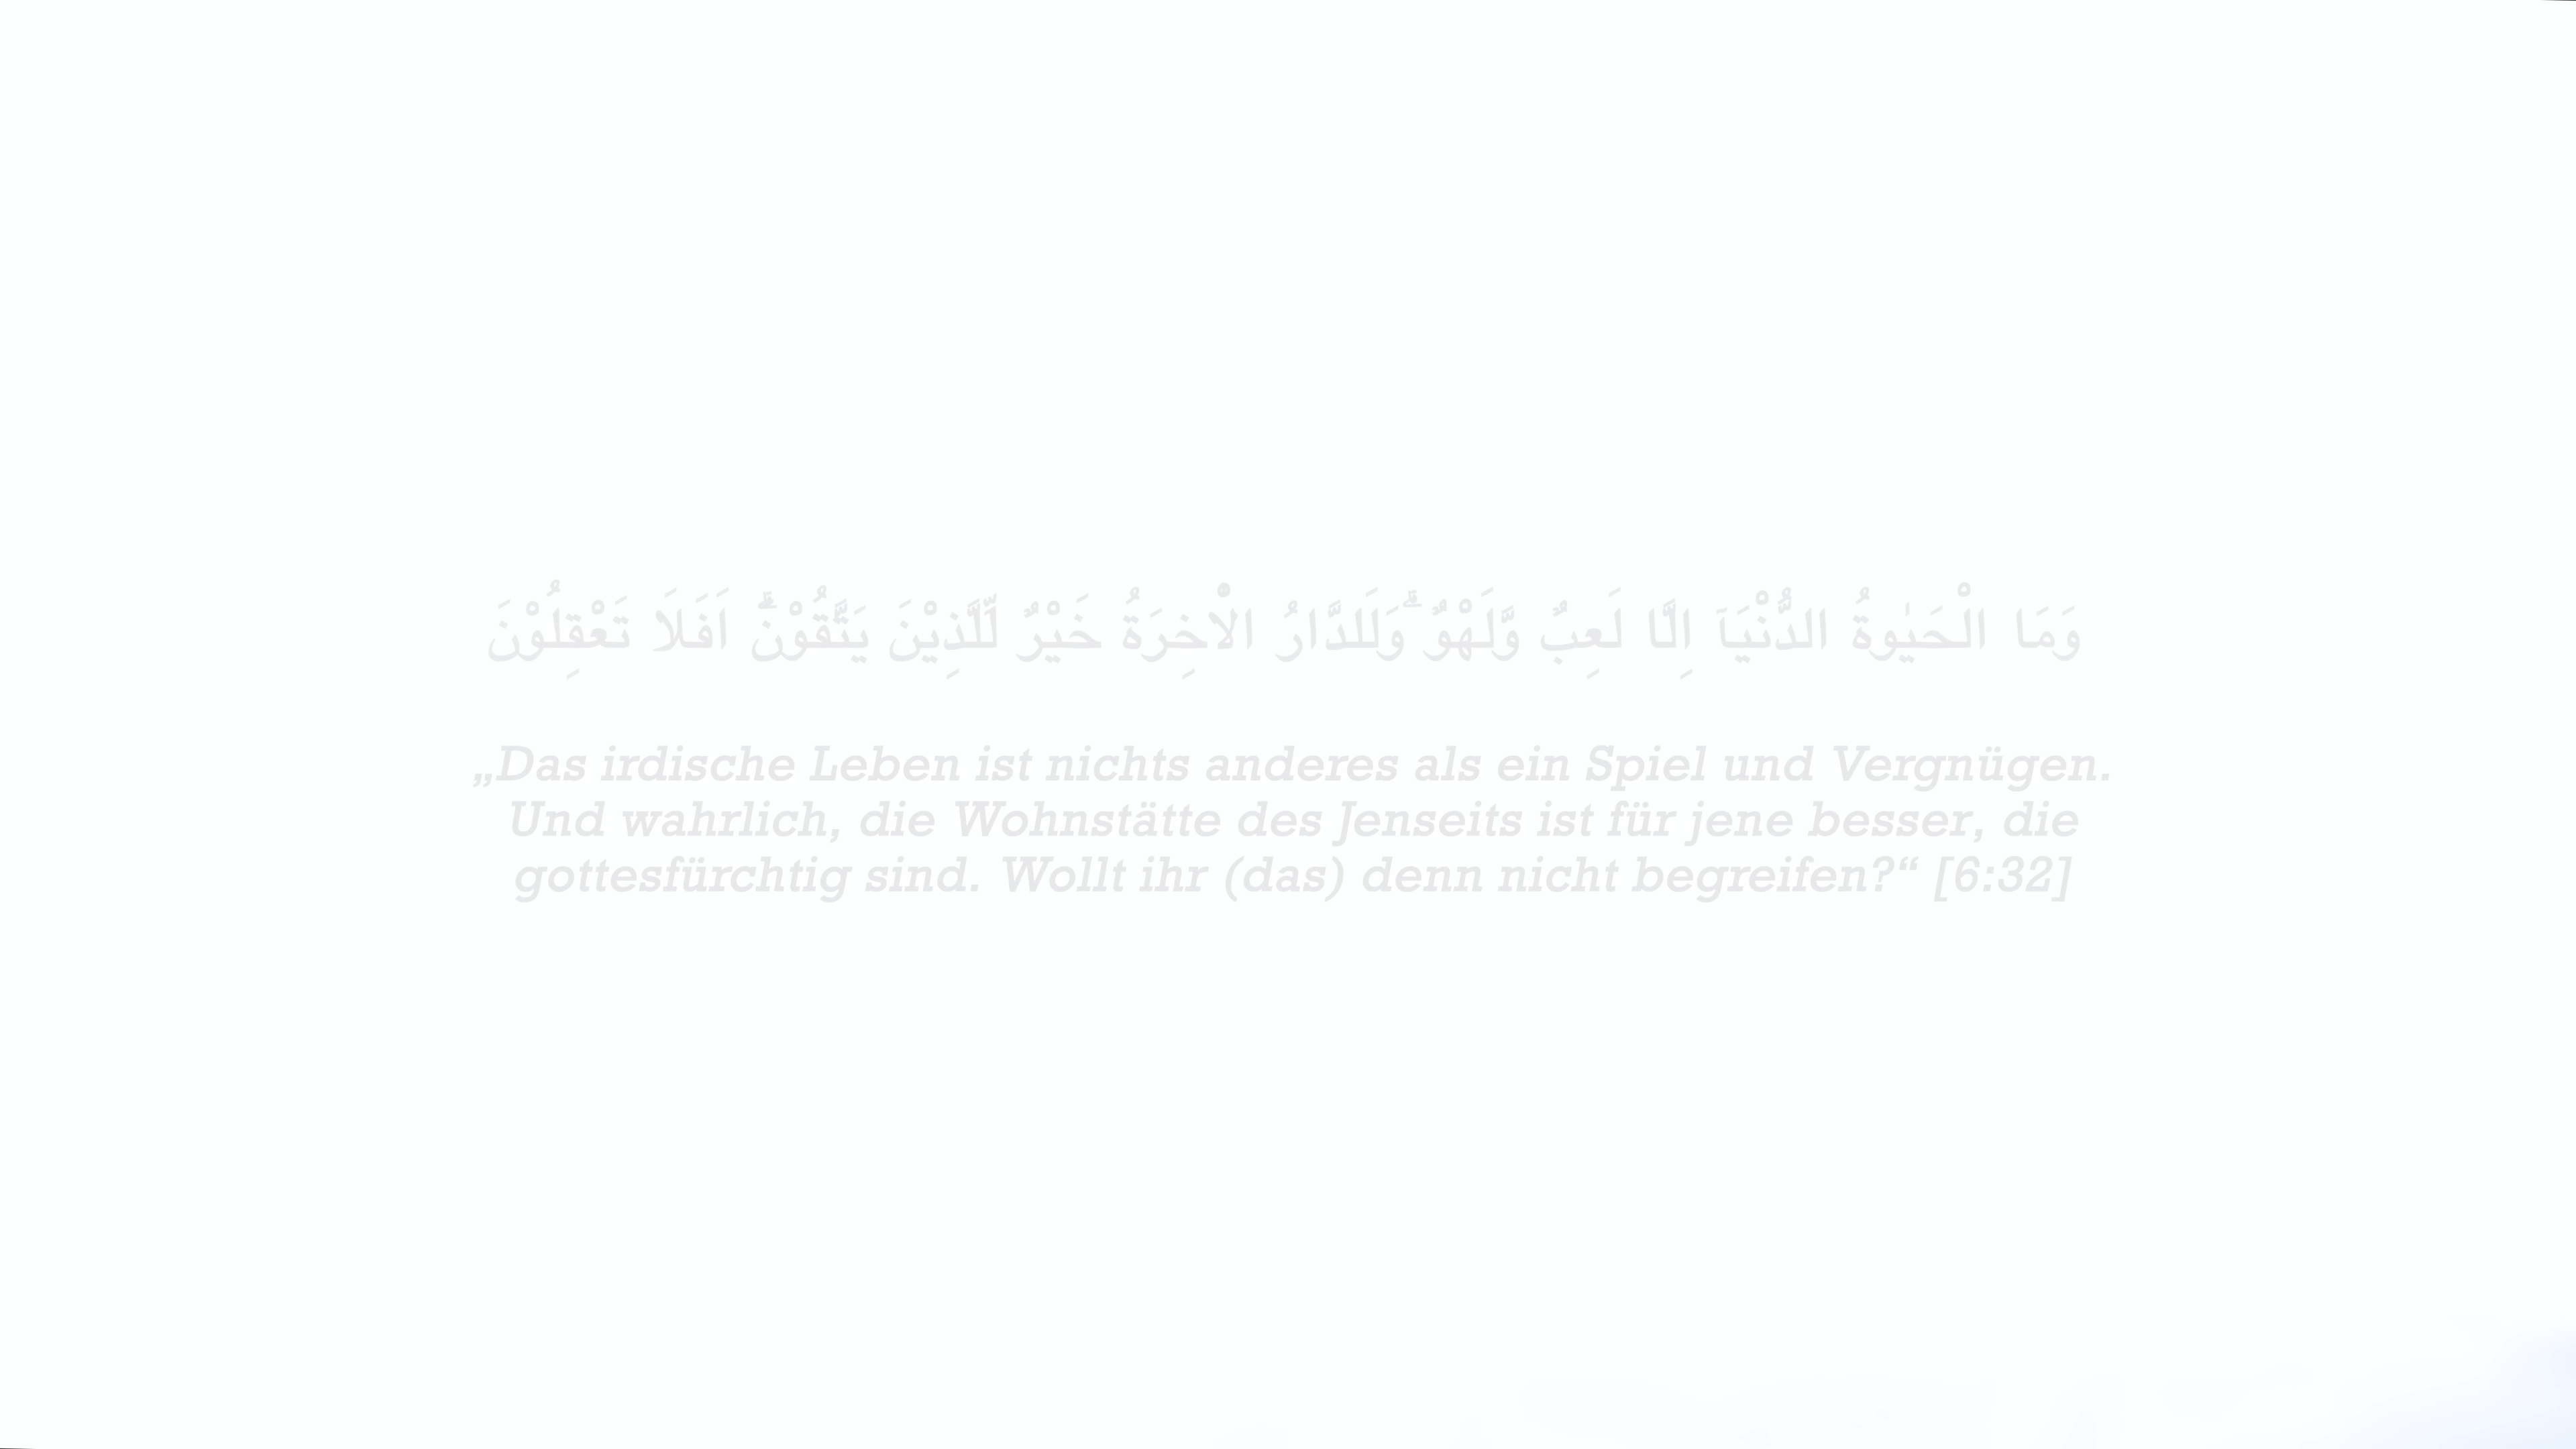 وَمَا الْحَيٰوةُ الدُّنْيَآ اِلَّا لَعِبٌ وَّلَهْوٌ ۗوَلَلدَّارُ الْاٰخِرَةُ خَيْرٌ لِّلَّذِيْنَ يَتَّقُوْنَۗ اَفَلَا تَعْقِلُوْنَ
„Das irdische Leben ist nichts anderes als ein Spiel und Vergnügen.
Und wahrlich, die Wohnstätte des Jenseits ist für jene besser, die
gottesfürchtig sind. Wollt ihr (das) denn nicht begreifen?“ [6:32]